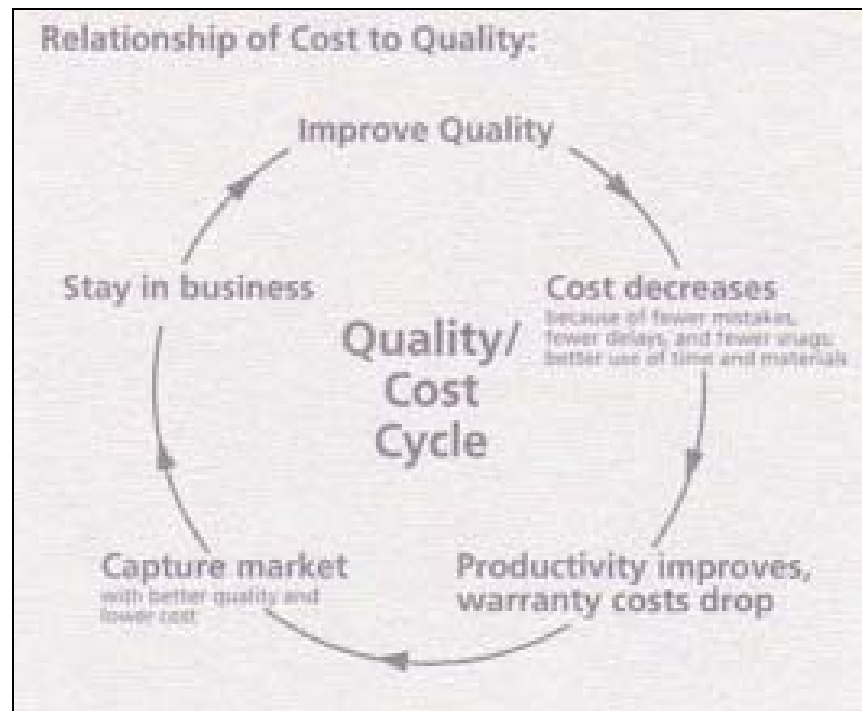 Relationship of Cost to Quality:
Improve Quality
Cost decreases
because of fewer mistakes,
fewer delays, and fewer snags;
better use of time and materials
Productivity improves,
warranty costs drop
Capture market
with better quality and
lower cost
Stay in business
Quality/
Cost
Cycle